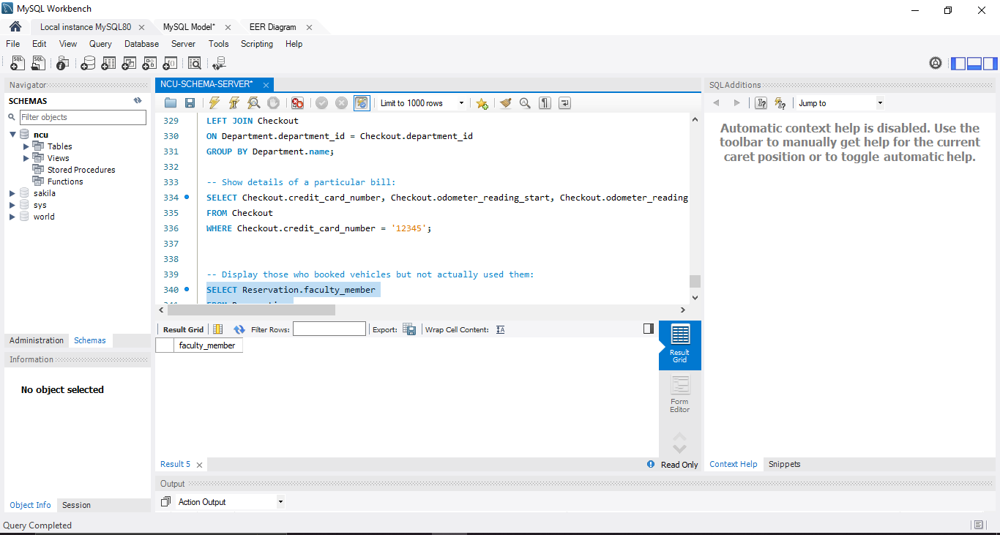 MySQL Workbench
Local instance MySQL80
MySQL Model*
EER Diagram
File Edit View Query Database Server Tools Scripting Help
Navigator
SCHEMAS
Filter objects
ncu
Tables
Views
Stored Procedures
Functions
sakila
sys
world
Administration Schemas
Information
No object selected
Object Info Session
NCU-SCHEMA-SERVER*
Limit to 1000 rows
329 LEFT JOIN Checkout
330 ON Department.department_id = Checkout.department_id
331 GROUP BY Department.name;
332
333 -- Show details of a particular bill:
334 SELECT Checkout.credit_card_number, Checkout.odometer_reading_start, Checkout.odometer_reading
335 FROM Checkout
336 WHERE Checkout.credit_card_number = '12345';
337
338
339 -- Display those who booked vehicles but not actually used them:
340 SELECT Reservation.faculty_member
Result Grid Filter Rows: Export: Wrap Cell Content:
faculty_member
Result Grid
Form Editor
Result 5
Read Only
SQLAdditions
Jump to
Automatic context help is disabled. Use the
toolbar to manually get help for the current
caret position or to toggle automatic help.
Context Help Snippets
Output
Action Output
Query Completed